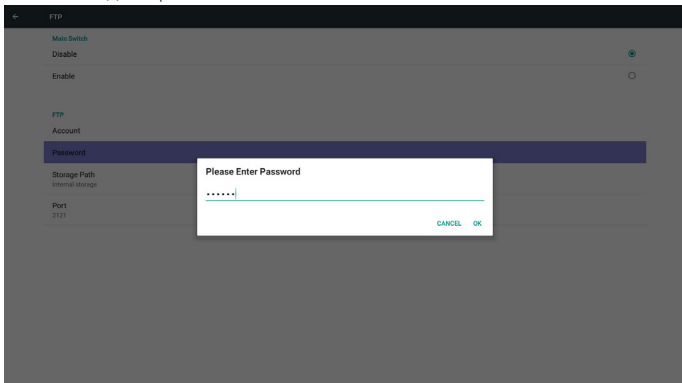 ← FTP
Main Switch
Disable
Enable
FTP
Account
Password
Storage Path
Internal storage
Port
2121
Please Enter Password
••••••
CANCEL OK